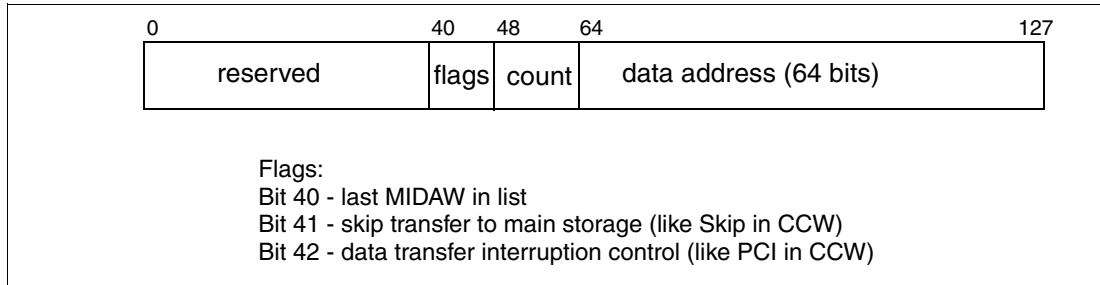 0 40 48 64 127
reserved flags count data address (64 bits)
Flags:
Bit 40 - last MIDAW in list
Bit 41 - skip transfer to main storage (like Skip in CCW)
Bit 42 - data transfer interruption control (like PCI in CCW)